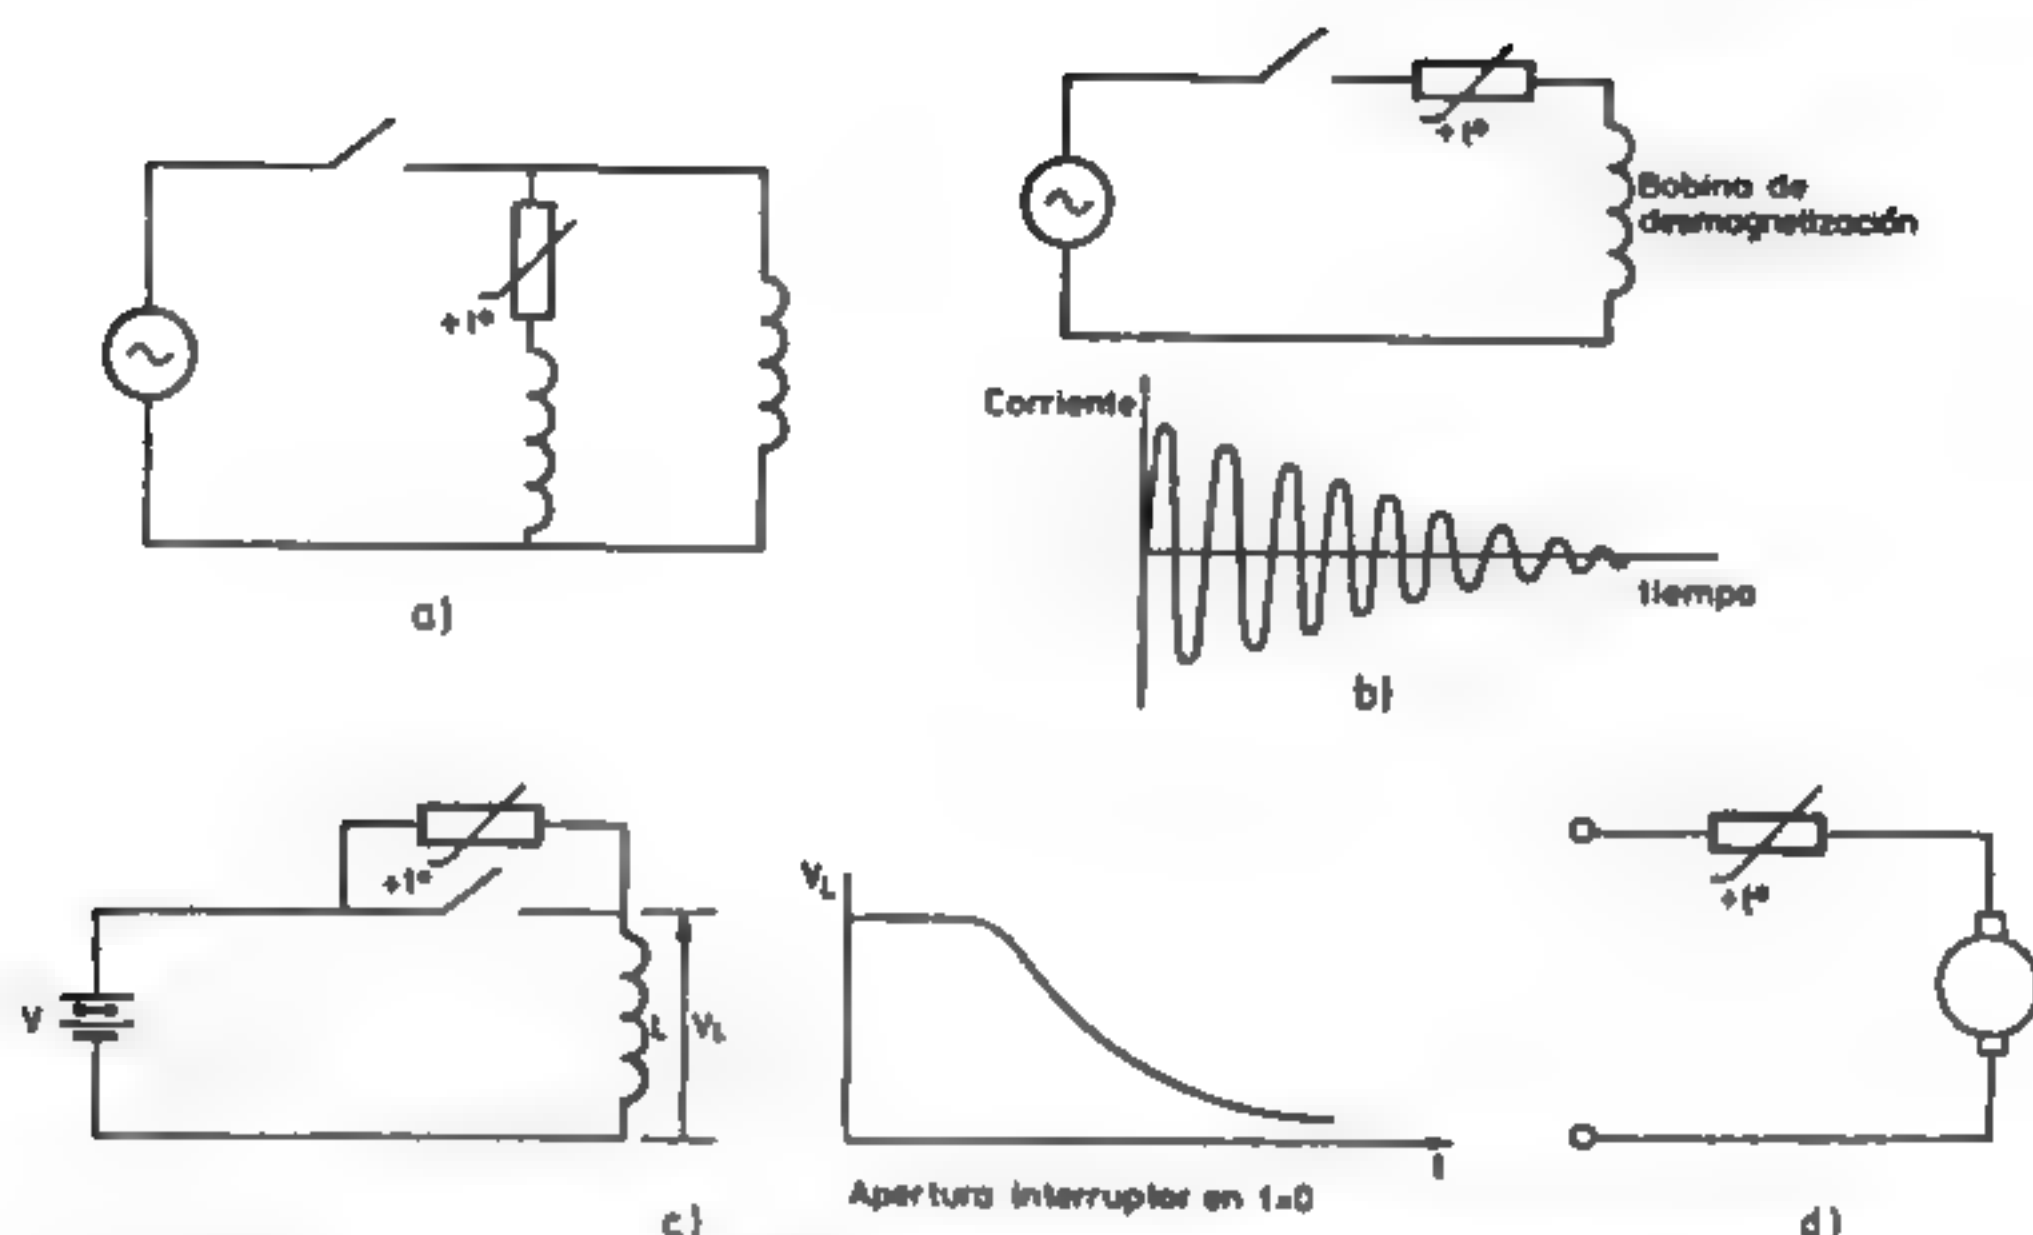 +t°
a)
+t°
Bobina de
desmagnetización
Corriente
tiempo
b)
+t°
V
L
V_L
c)
V_L
t
Apertura interruptor en t=0
+t°
d)